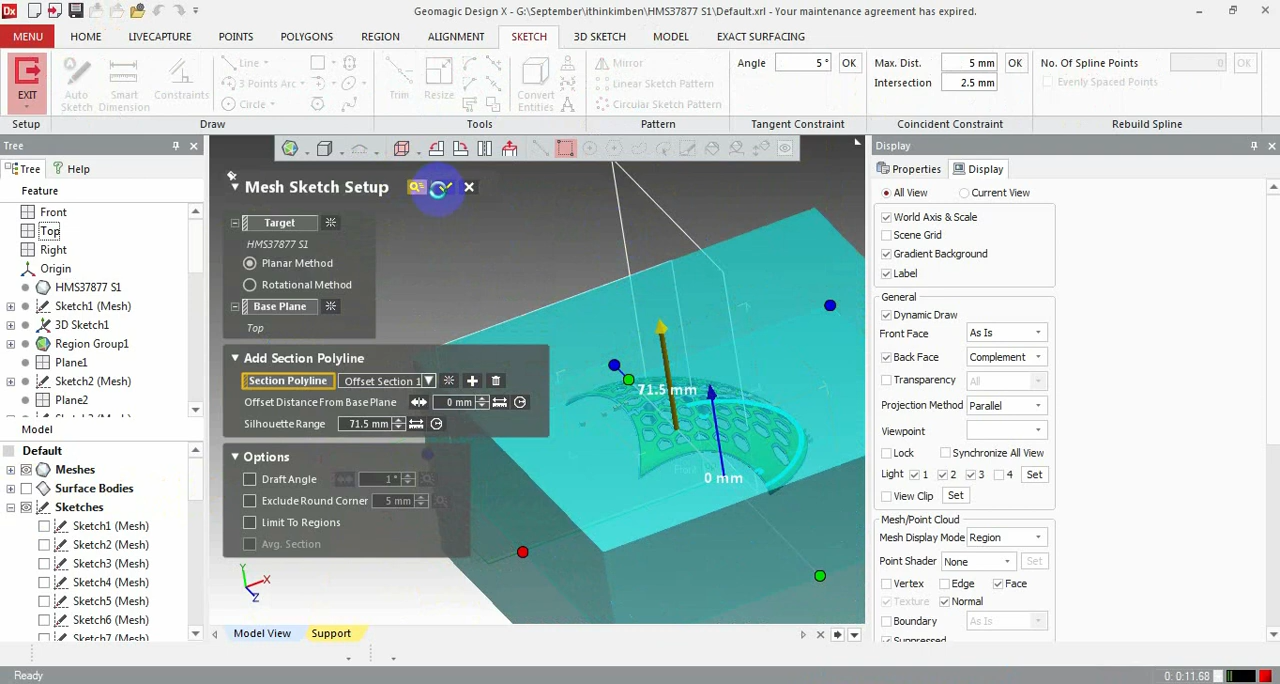 Dx
Geomagic Design X - G:\September\ithinkimben\HMS37877 S1\Default.xrl - Your maintenance agreement has expired.
MENU HOME LIVECAPTURE POINTS POLYGONS REGION ALIGNMENT SKETCH 3D SKETCH MODEL EXACT SURFACING
EXIT
Auto Sketch
Smart Dimension
Constraints
Line
3 Points Arc
Circle
Trim
Resize
Convert Entities
Mirror
Linear Sketch Pattern
Circular Sketch Pattern
Angle 5 ° OK
Max. Dist. 5 mm OK
Intersection 2.5 mm
No. Of Spline Points 0 OK
Evenly Spaced Points
Setup Draw Tools Pattern Tangent Constraint Coincident Constraint Rebuild Spline
Tree
Tree Help
Feature
Front
Top
Right
Origin
HMS37877 S1
Sketch1 (Mesh)
3D Sketch1
Region Group1
Plane1
Sketch2 (Mesh)
Plane2
Model
Default
Meshes
Surface Bodies
Sketches
Sketch1 (Mesh)
Sketch2 (Mesh)
Sketch3 (Mesh)
Sketch4 (Mesh)
Sketch5 (Mesh)
Sketch6 (Mesh)
Sketch7 (Mesh)
Mesh Sketch Setup
Target
HMS37877 S1
Planar Method
Rotational Method
Base Plane
Top
Add Section Polyline
Section Polyline Offset Section 1
Offset Distance From Base Plane 0 mm
Silhouette Range 71.5 mm
Options
Draft Angle 1 °
Exclude Round Corner 5 mm
Limit To Regions
Avg. Section
71.5 mm
0 mm
Front
Y
X
Z
Model View Support
Display
Properties Display
All View Current View
World Axis & Scale
Scene Grid
Gradient Background
Label
General
Dynamic Draw
Front Face As Is
Back Face Complement
Transparency All
Projection Method Parallel
Viewpoint
Lock Synchronize All View
Light 1 2 3 4 Set
View Clip Set
Mesh/Point Cloud
Mesh Display Mode Region
Point Shader None Set
Vertex Edge Face
Texture Normal
Boundary As Is
Suppressed
Ready
0: 0:11.68